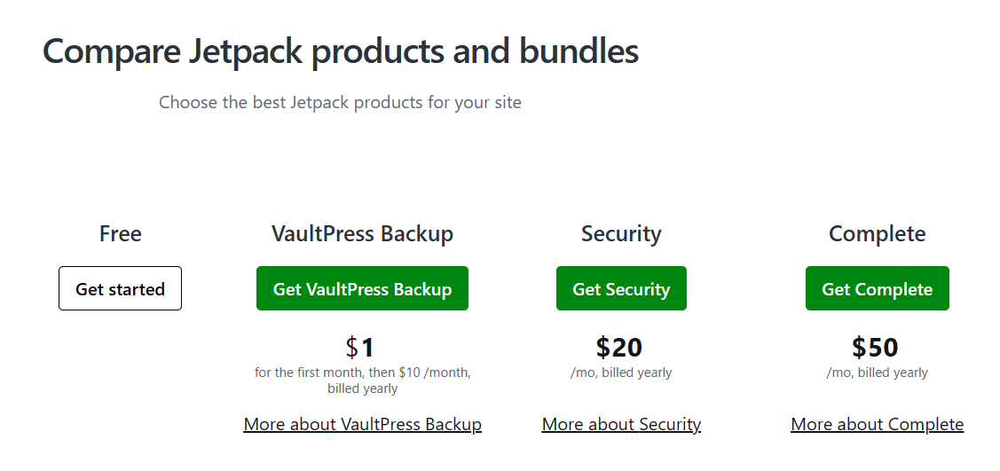 Compare Jetpack products and bundles
Choose the best Jetpack products for your site
Free
VaultPress Backup
Security
Complete
Get started
Get VaultPress Backup
Get Security
Get Complete
$1
for the first month, then $10 /month,
billed yearly
$20
/mo, billed yearly
$50
/mo, billed yearly
More about VaultPress Backup
More about Security
More about Complete